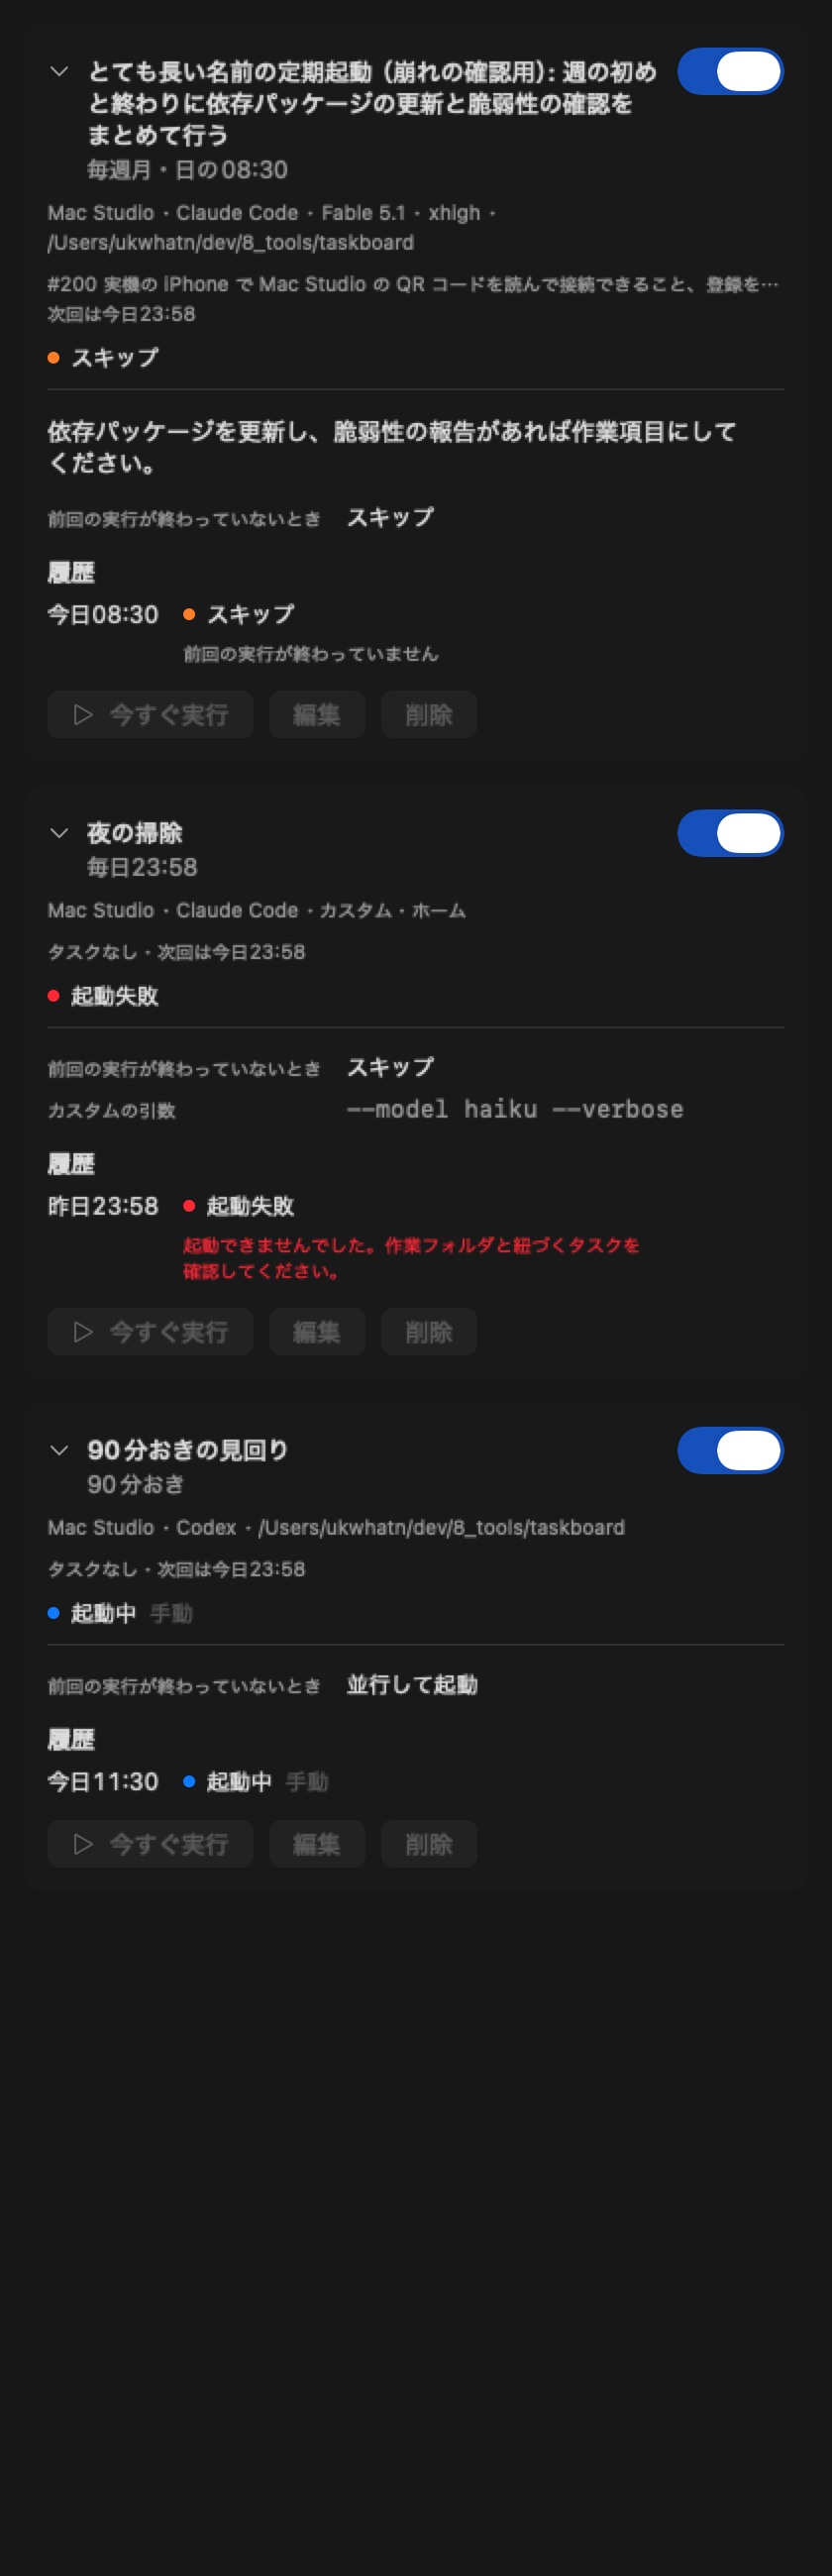 とても長い名前の定期起動（崩れの確認用）: 週の初め
と終わりに依存パッケージの更新と脆弱性の確認を
まとめて行う
毎週月・日の08:30
Mac Studio · Claude Code · Fable 5.1 · xhigh ·
/Users/ukwhatn/dev/8_tools/taskboard
#200 実機の iPhone で Mac Studio の QR コードを読んで接続できること、登録を…
次回は今日23:58
スキップ
依存パッケージを更新し、脆弱性の報告があれば作業項目にして
ください。
前回の実行が終わっていないとき スキップ
履歴
今日08:30 スキップ
前回の実行が終わっていません
今すぐ実行 編集 削除
夜の掃除
毎日23:58
Mac Studio · Claude Code · カスタム · ホーム
タスクなし · 次回は今日23:58
起動失敗
前回の実行が終わっていないとき スキップ
カスタムの引数 --model haiku --verbose
履歴
昨日23:58 起動失敗
起動できませんでした。作業フォルダと紐づくタスクを
確認してください。
今すぐ実行 編集 削除
90分おきの見回り
90分おき
Mac Studio · Codex · /Users/ukwhatn/dev/8_tools/taskboard
タスクなし · 次回は今日23:58
起動中 手動
前回の実行が終わっていないとき 並行して起動
履歴
今日11:30 起動中 手動
今すぐ実行 編集 削除